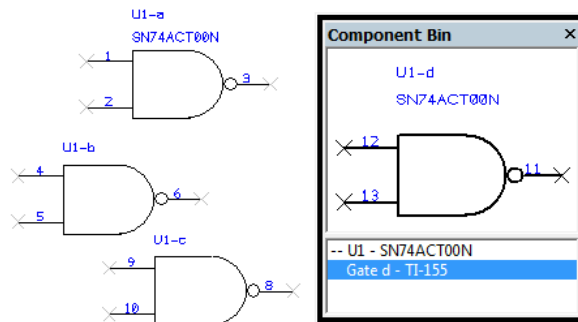 U1-a
SN74ACT00N
1
3
2
U1-b
4
6
5
U1-c
9
8
10
Component Bin
U1-d
SN74ACT00N
12
11
13
-- U1 - SN74ACT00N
Gate d - TI-155